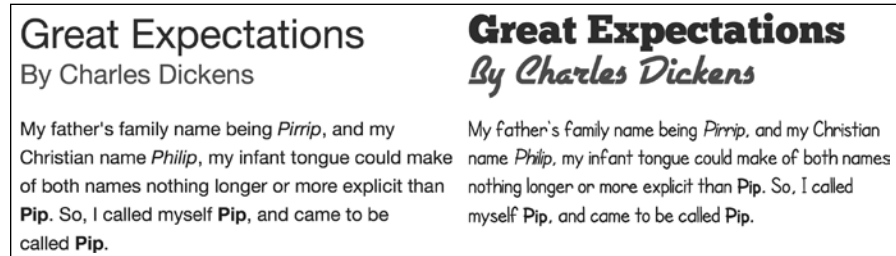 Great Expectations
By Charles Dickens
My father's family name being Pirrip, and my
Christian name Philip, my infant tongue could make
of both names nothing longer or more explicit than
Pip. So, I called myself Pip, and came to be
called Pip.
Great Expectations
By Charles Dickens
My father's family name being Pirrip, and my Christian
name Philip, my infant tongue could make of both names
nothing longer or more explicit than Pip. So, I called
myself Pip, and came to be called Pip.